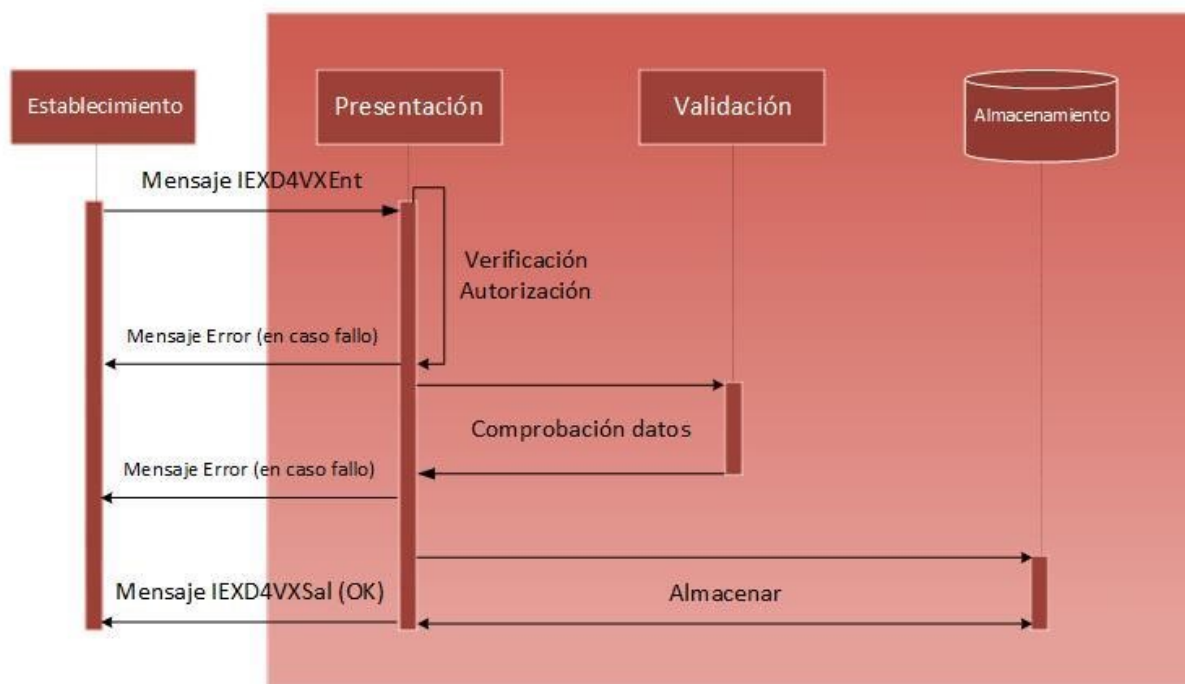 Establecimiento
Presentación
Validación
Almacenamiento
Mensaje IEXD4VXEnt
Verificación
Autorización
Mensaje Error (en caso fallo)
Comprobación datos
Mensaje Error (en caso fallo)
Mensaje IEXD4VXSal (OK)
Almacenar